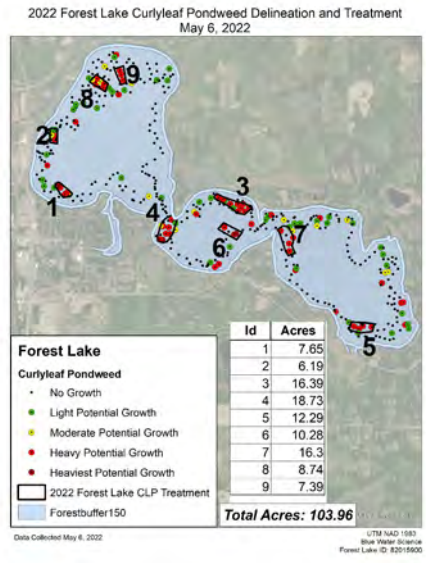 2022 Forest Lake Curlyleaf Pondweed Delineation and Treatment
May 6, 2022
9
8
2
1
3
4
6
7
5
Id Acres
1 7.65
2 6.19
3 16.39
4 18.73
5 12.29
6 10.28
7 16.3
8 8.74
9 7.39
Total Acres: 103.96
Forest Lake
Curlyleaf Pondweed
No Growth
Light Potential Growth
Moderate Potential Growth
Heavy Potential Growth
Heaviest Potential Growth
2022 Forest Lake CLP Treatment
Forestbuffer150
Data Collected May 6, 2022
UTM NAD 1983
Blue Water Science
Forest Lake ID: 82015900